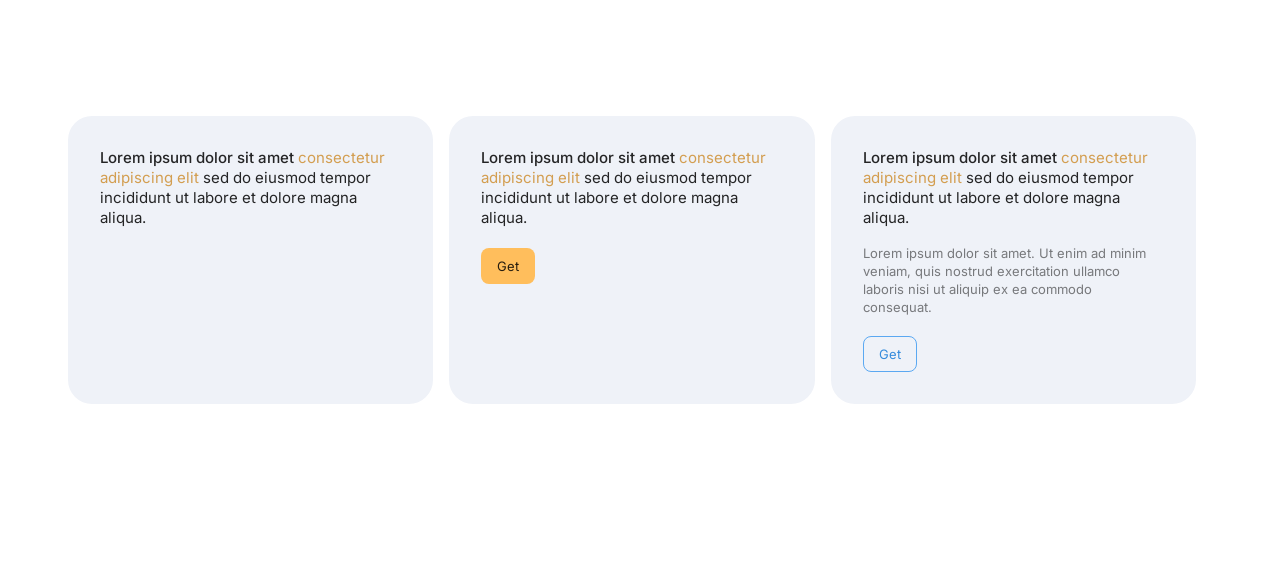 Lorem ipsum dolor sit amet consectetur
adipiscing elit sed do eiusmod tempor
incididunt ut labore et dolore magna
aliqua.
Lorem ipsum dolor sit amet consectetur
adipiscing elit sed do eiusmod tempor
incididunt ut labore et dolore magna
aliqua.
Get
Lorem ipsum dolor sit amet consectetur
adipiscing elit sed do eiusmod tempor
incididunt ut labore et dolore magna
aliqua.
Lorem ipsum dolor sit amet. Ut enim ad minim
veniam, quis nostrud exercitation ullamco
laboris nisi ut aliquip ex ea commodo
consequat.
Get